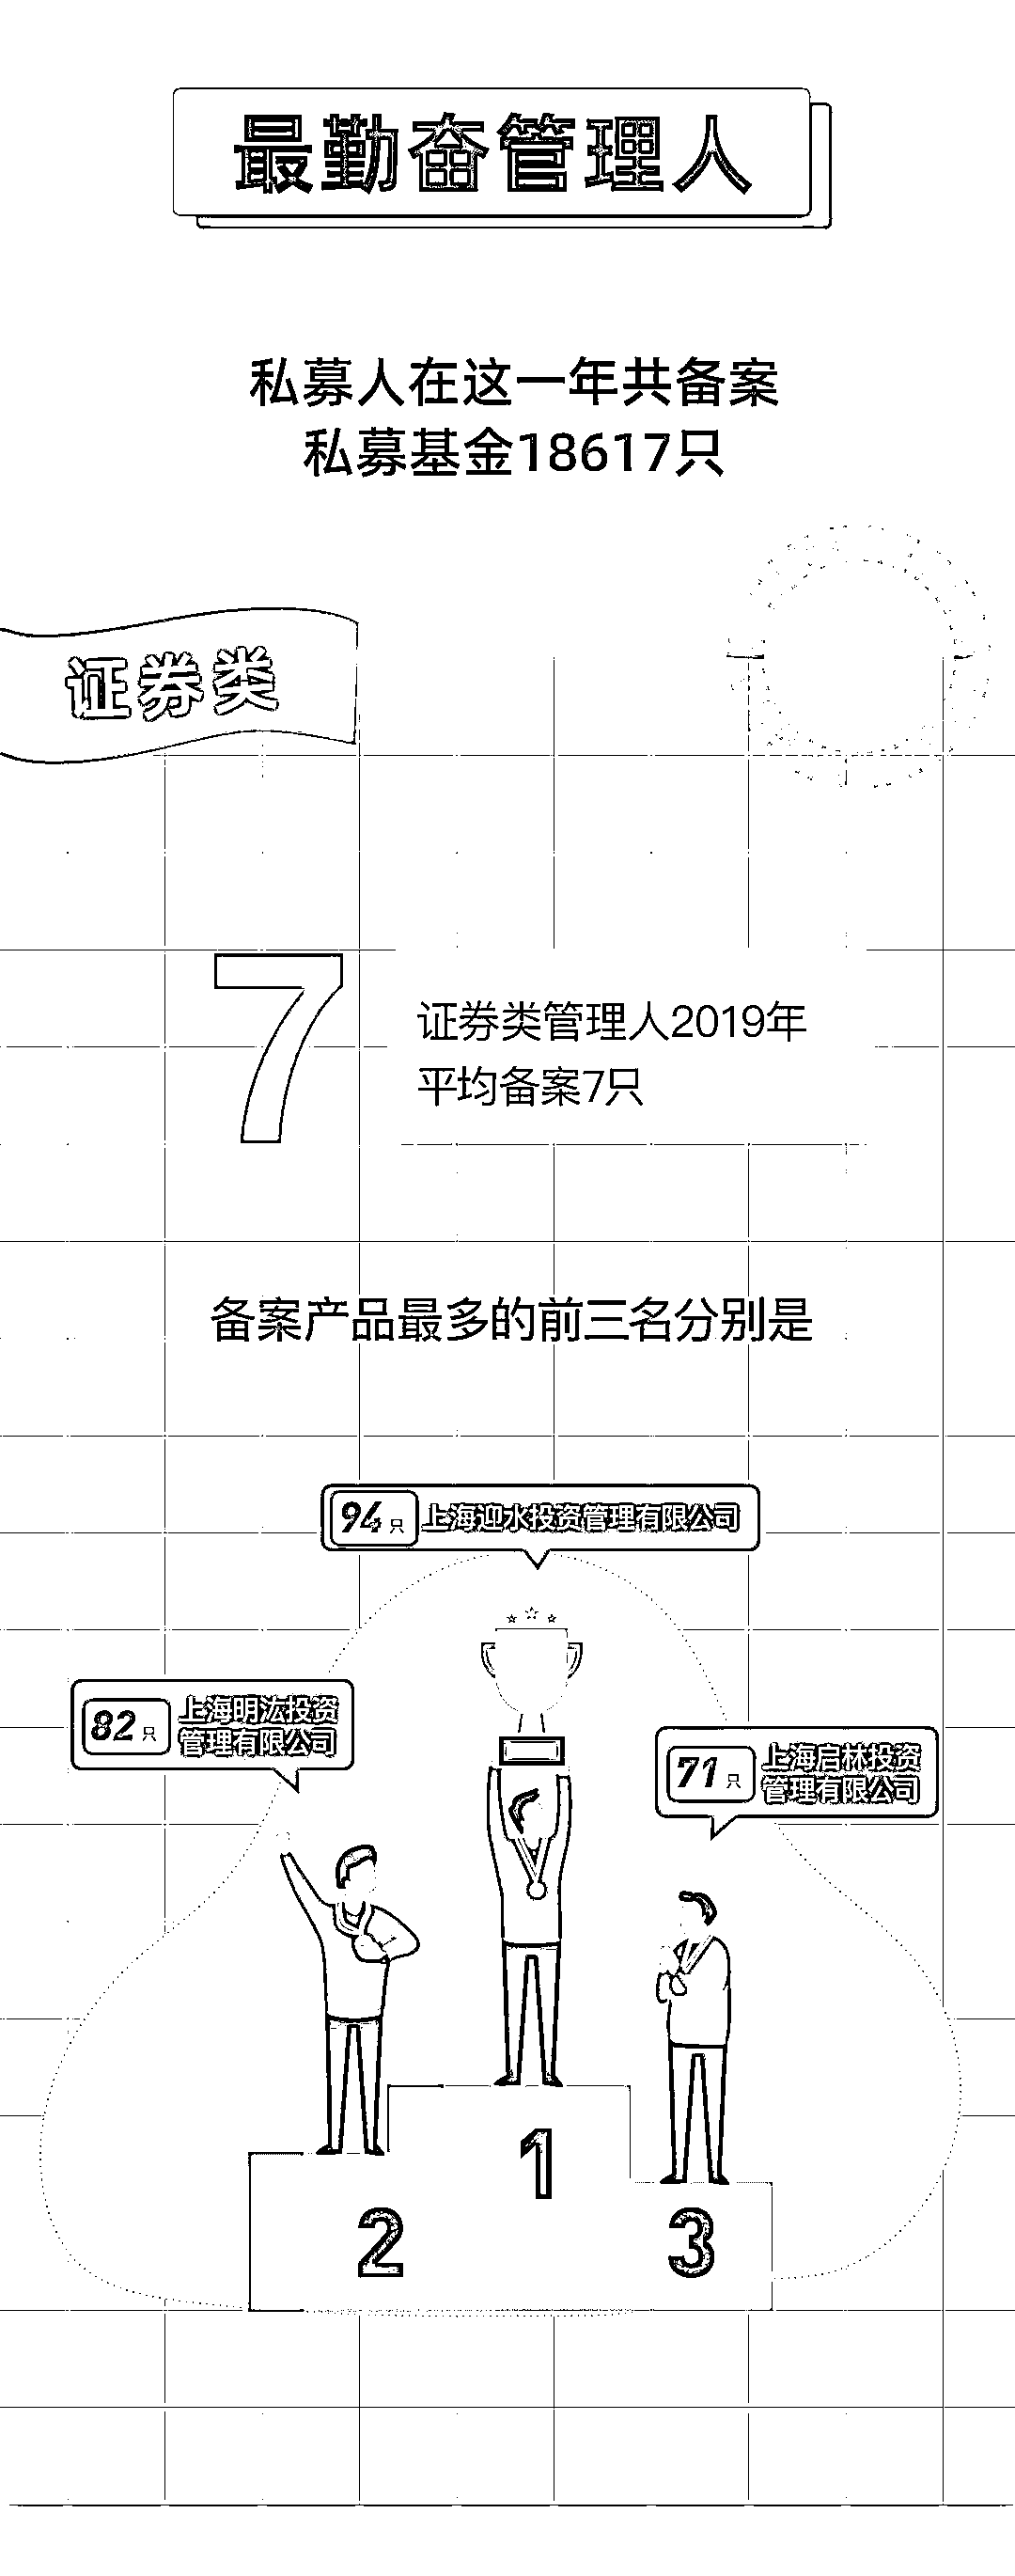 最勤奋管理人
私募人在这一年共备案
私募基金18617只
证券类
7
证券类管理人2019年
平均备案7只
备案产品最多的前三名分别是
94只 上海迎水投资管理有限公司
82只 上海明汯投资
管理有限公司
71只 上海启林投资
管理有限公司
1
2
3